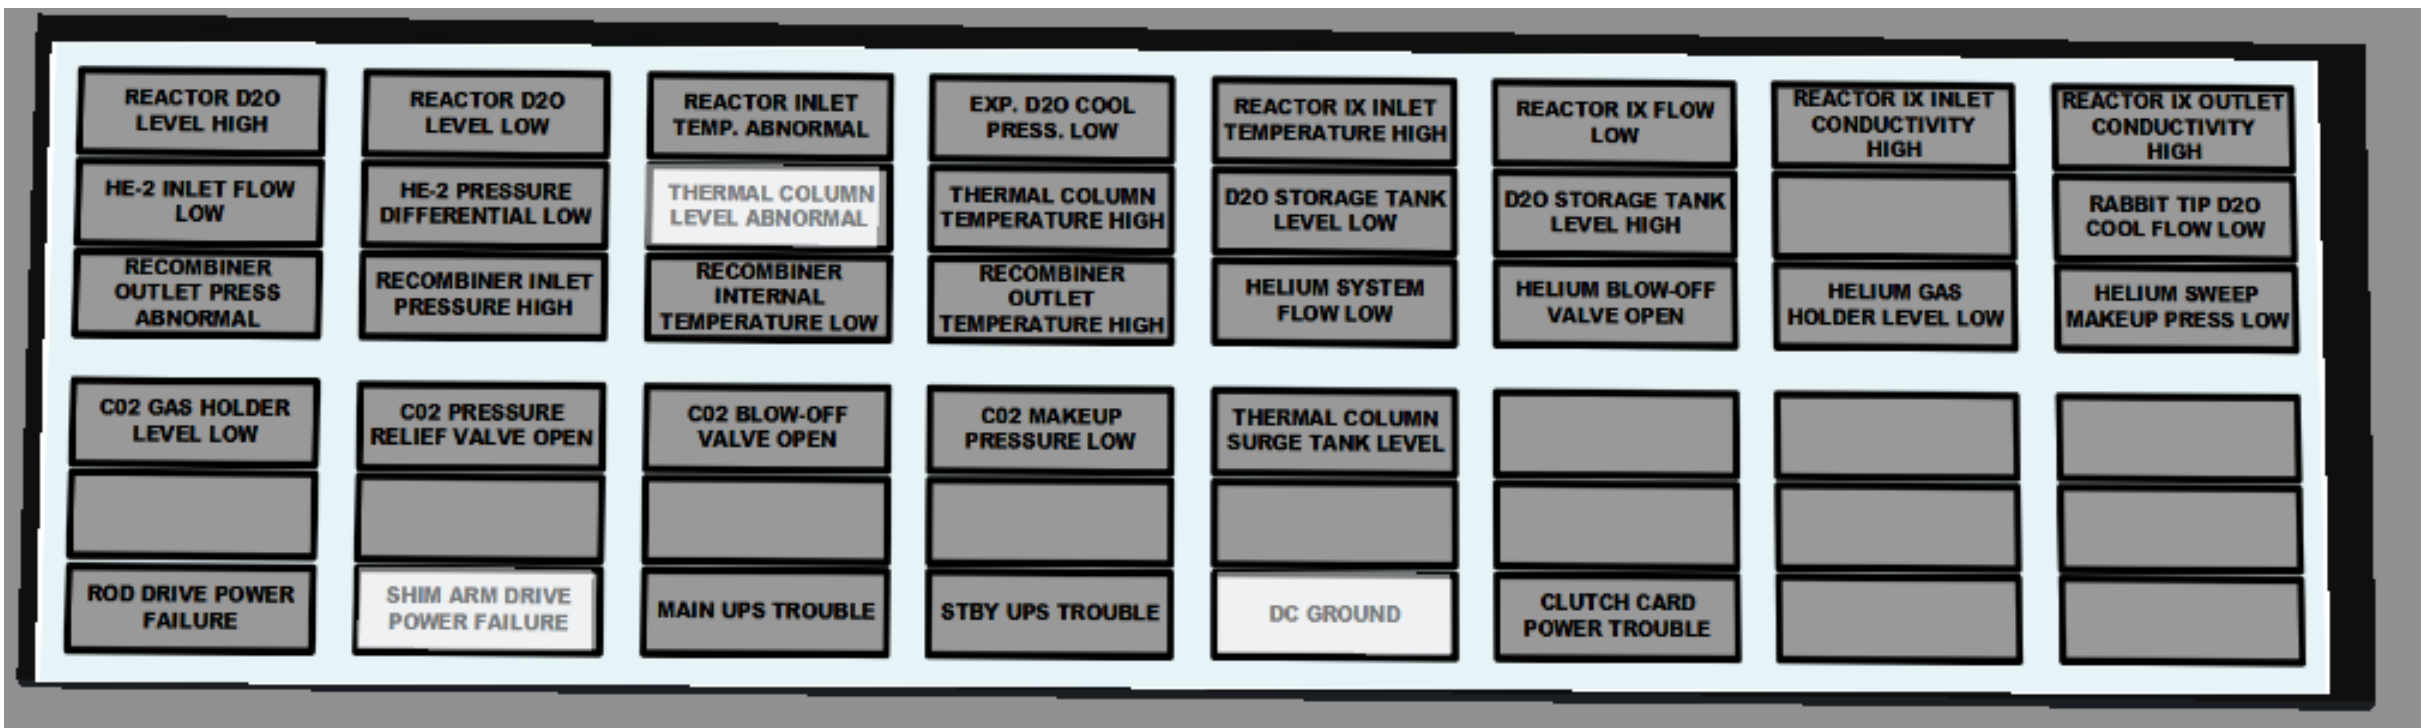 REACTOR D2O
LEVEL HIGH
REACTOR D2O
LEVEL LOW
REACTOR INLET
TEMP. ABNORMAL
EXP. D2O COOL
PRESS. LOW
REACTOR IX INLET
TEMPERATURE HIGH
REACTOR IX FLOW
LOW
REACTOR IX INLET
CONDUCTIVITY
HIGH
REACTOR IX OUTLET
CONDUCTIVITY
HIGH
HE-2 INLET FLOW
LOW
HE-2 PRESSURE
DIFFERENTIAL LOW
THERMAL COLUMN
LEVEL ABNORMAL
THERMAL COLUMN
TEMPERATURE HIGH
D2O STORAGE TANK
LEVEL LOW
D2O STORAGE TANK
LEVEL HIGH
RABBIT TIP D2O
COOL FLOW LOW
RECOMBINER
OUTLET PRESS
ABNORMAL
RECOMBINER INLET
PRESSURE HIGH
RECOMBINER
INTERNAL
TEMPERATURE LOW
RECOMBINER
OUTLET
TEMPERATURE HIGH
HELIUM SYSTEM
FLOW LOW
HELIUM BLOW-OFF
VALVE OPEN
HELIUM GAS
HOLDER LEVEL LOW
HELIUM SWEEP
MAKEUP PRESS LOW
C02 GAS HOLDER
LEVEL LOW
C02 PRESSURE
RELIEF VALVE OPEN
C02 BLOW-OFF
VALVE OPEN
C02 MAKEUP
PRESSURE LOW
THERMAL COLUMN
SURGE TANK LEVEL
ROD DRIVE POWER
FAILURE
SHIM ARM DRIVE
POWER FAILURE
MAIN UPS TROUBLE
STBY UPS TROUBLE
DC GROUND
CLUTCH CARD
POWER TROUBLE